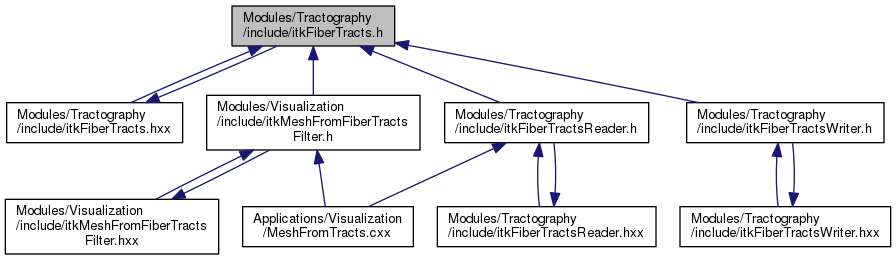 Modules/Tractography
/include/itkFiberTracts.h
Modules/Tractography
/include/itkFiberTracts.hxx
Modules/Visualization
/include/itkMeshFromFiberTracts
Filter.h
Modules/Tractography
/include/itkFiberTractsReader.h
Modules/Tractography
/include/itkFiberTractsWriter.h
Modules/Visualization
/include/itkMeshFromFiberTracts
Filter.hxx
Applications/Visualization
/MeshFromTracts.cxx
Modules/Tractography
/include/itkFiberTractsReader.hxx
Modules/Tractography
/include/itkFiberTractsWriter.hxx